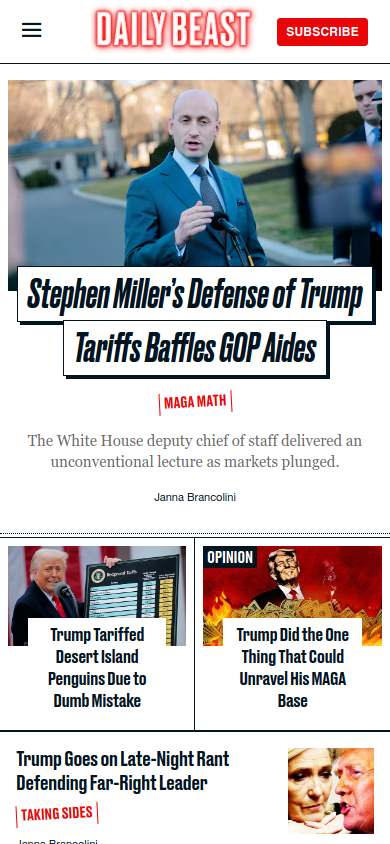 DAILY BEAST
SUBSCRIBE
Stephen Miller's Defense of Trump
Tariffs Baffles GOP Aides
MAGA MATH
The White House deputy chief of staff delivered an
unconventional lecture as markets plunged.
Janna Brancolini
Reciprocal Tariffs
Trump Tariffed
Desert Island
Penguins Due to
Dumb Mistake
OPINION
Trump Did the One
Thing That Could
Unravel His MAGA
Base
Trump Goes on Late-Night Rant
Defending Far-Right Leader
TAKING SIDES
Janna Brancolini